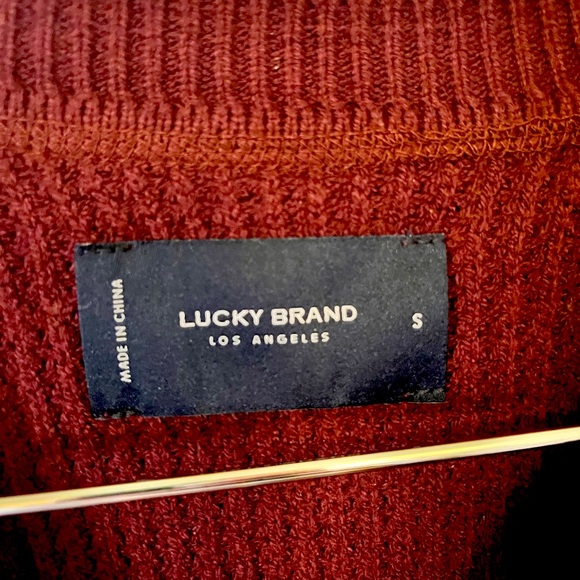 MADE IN CHINA
LUCKY BRAND
LOS ANGELES
S